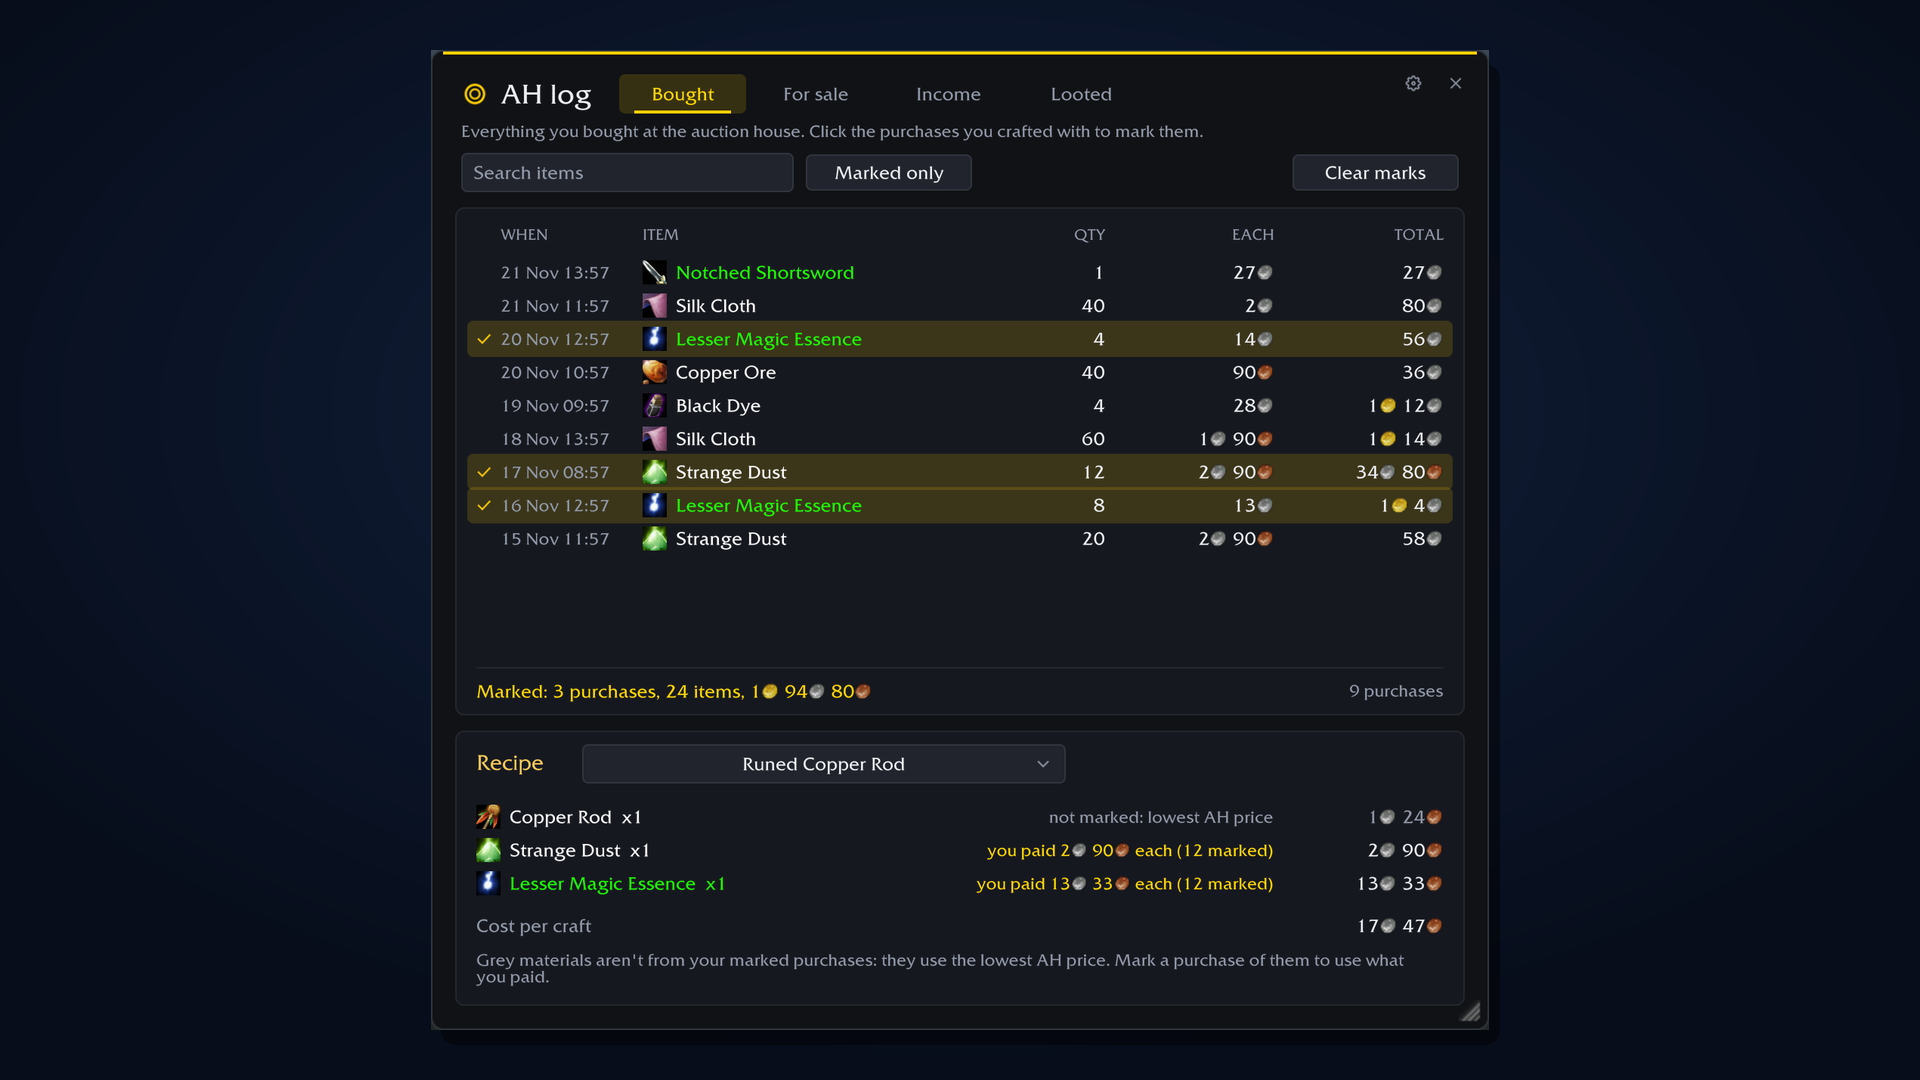 AH log
Bought
For sale
Income
Looted
Everything you bought at the auction house. Click the purchases you crafted with to mark them.
Search items
Marked only
Clear marks
WHEN ITEM QTY EACH TOTAL
21 Nov 13:57 Notched Shortsword 1 27 27
21 Nov 11:57 Silk Cloth 40 2 80
20 Nov 12:57 Lesser Magic Essence 4 14 56
20 Nov 10:57 Copper Ore 40 90 36
19 Nov 09:57 Black Dye 4 28 1 12
18 Nov 13:57 Silk Cloth 60 1 90 1 14
17 Nov 08:57 Strange Dust 12 2 90 34 80
16 Nov 12:57 Lesser Magic Essence 8 13 1 4
15 Nov 11:57 Strange Dust 20 2 90 58
Marked: 3 purchases, 24 items, 1 94 80
9 purchases
Recipe
Runed Copper Rod
Copper Rod x1 not marked: lowest AH price 1 24
Strange Dust x1 you paid 2 90 each (12 marked) 2 90
Lesser Magic Essence x1 you paid 13 33 each (12 marked) 13 33
Cost per craft 17 47
Grey materials aren't from your marked purchases: they use the lowest AH price. Mark a purchase of them to use what
you paid.